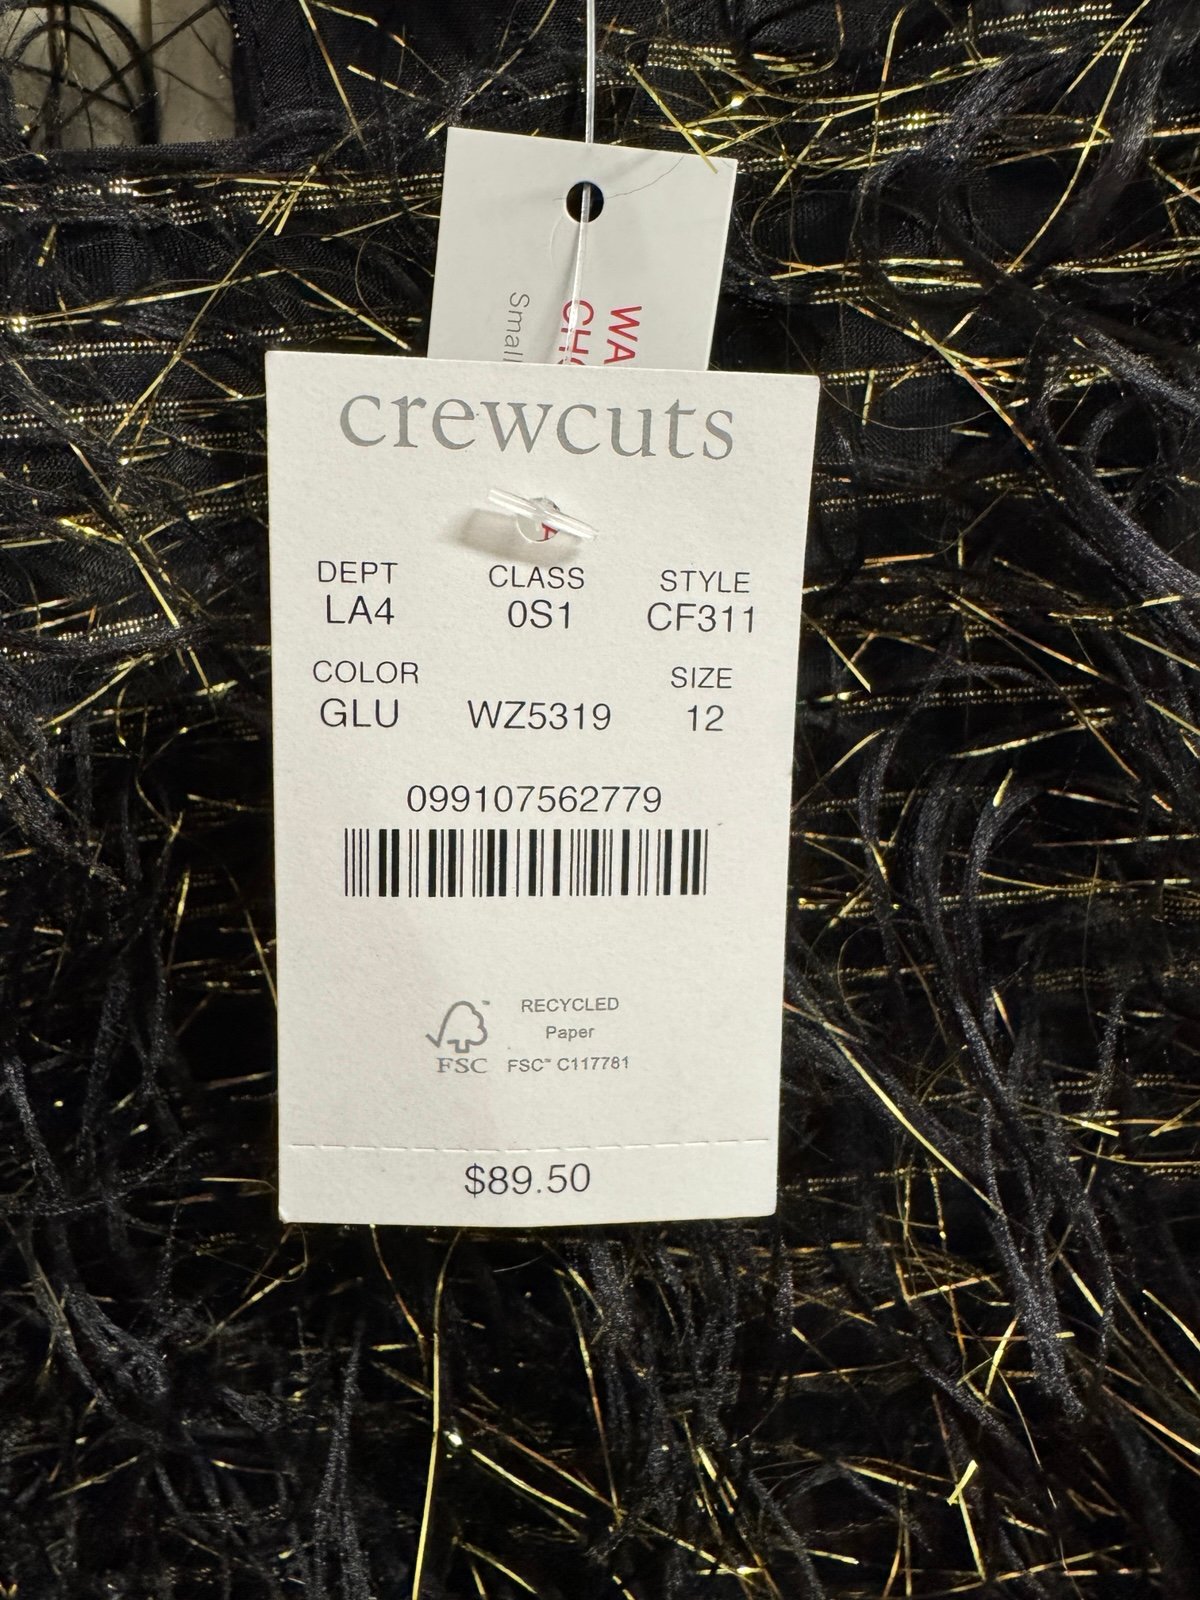 WA
Small
crewcuts
DEPT CLASS STYLE
LA4 0S1 CF311
COLOR SIZE
GLU WZ5319 12
099107562779
RECYCLED
Paper
FSC FSC™ C117781
$89.50